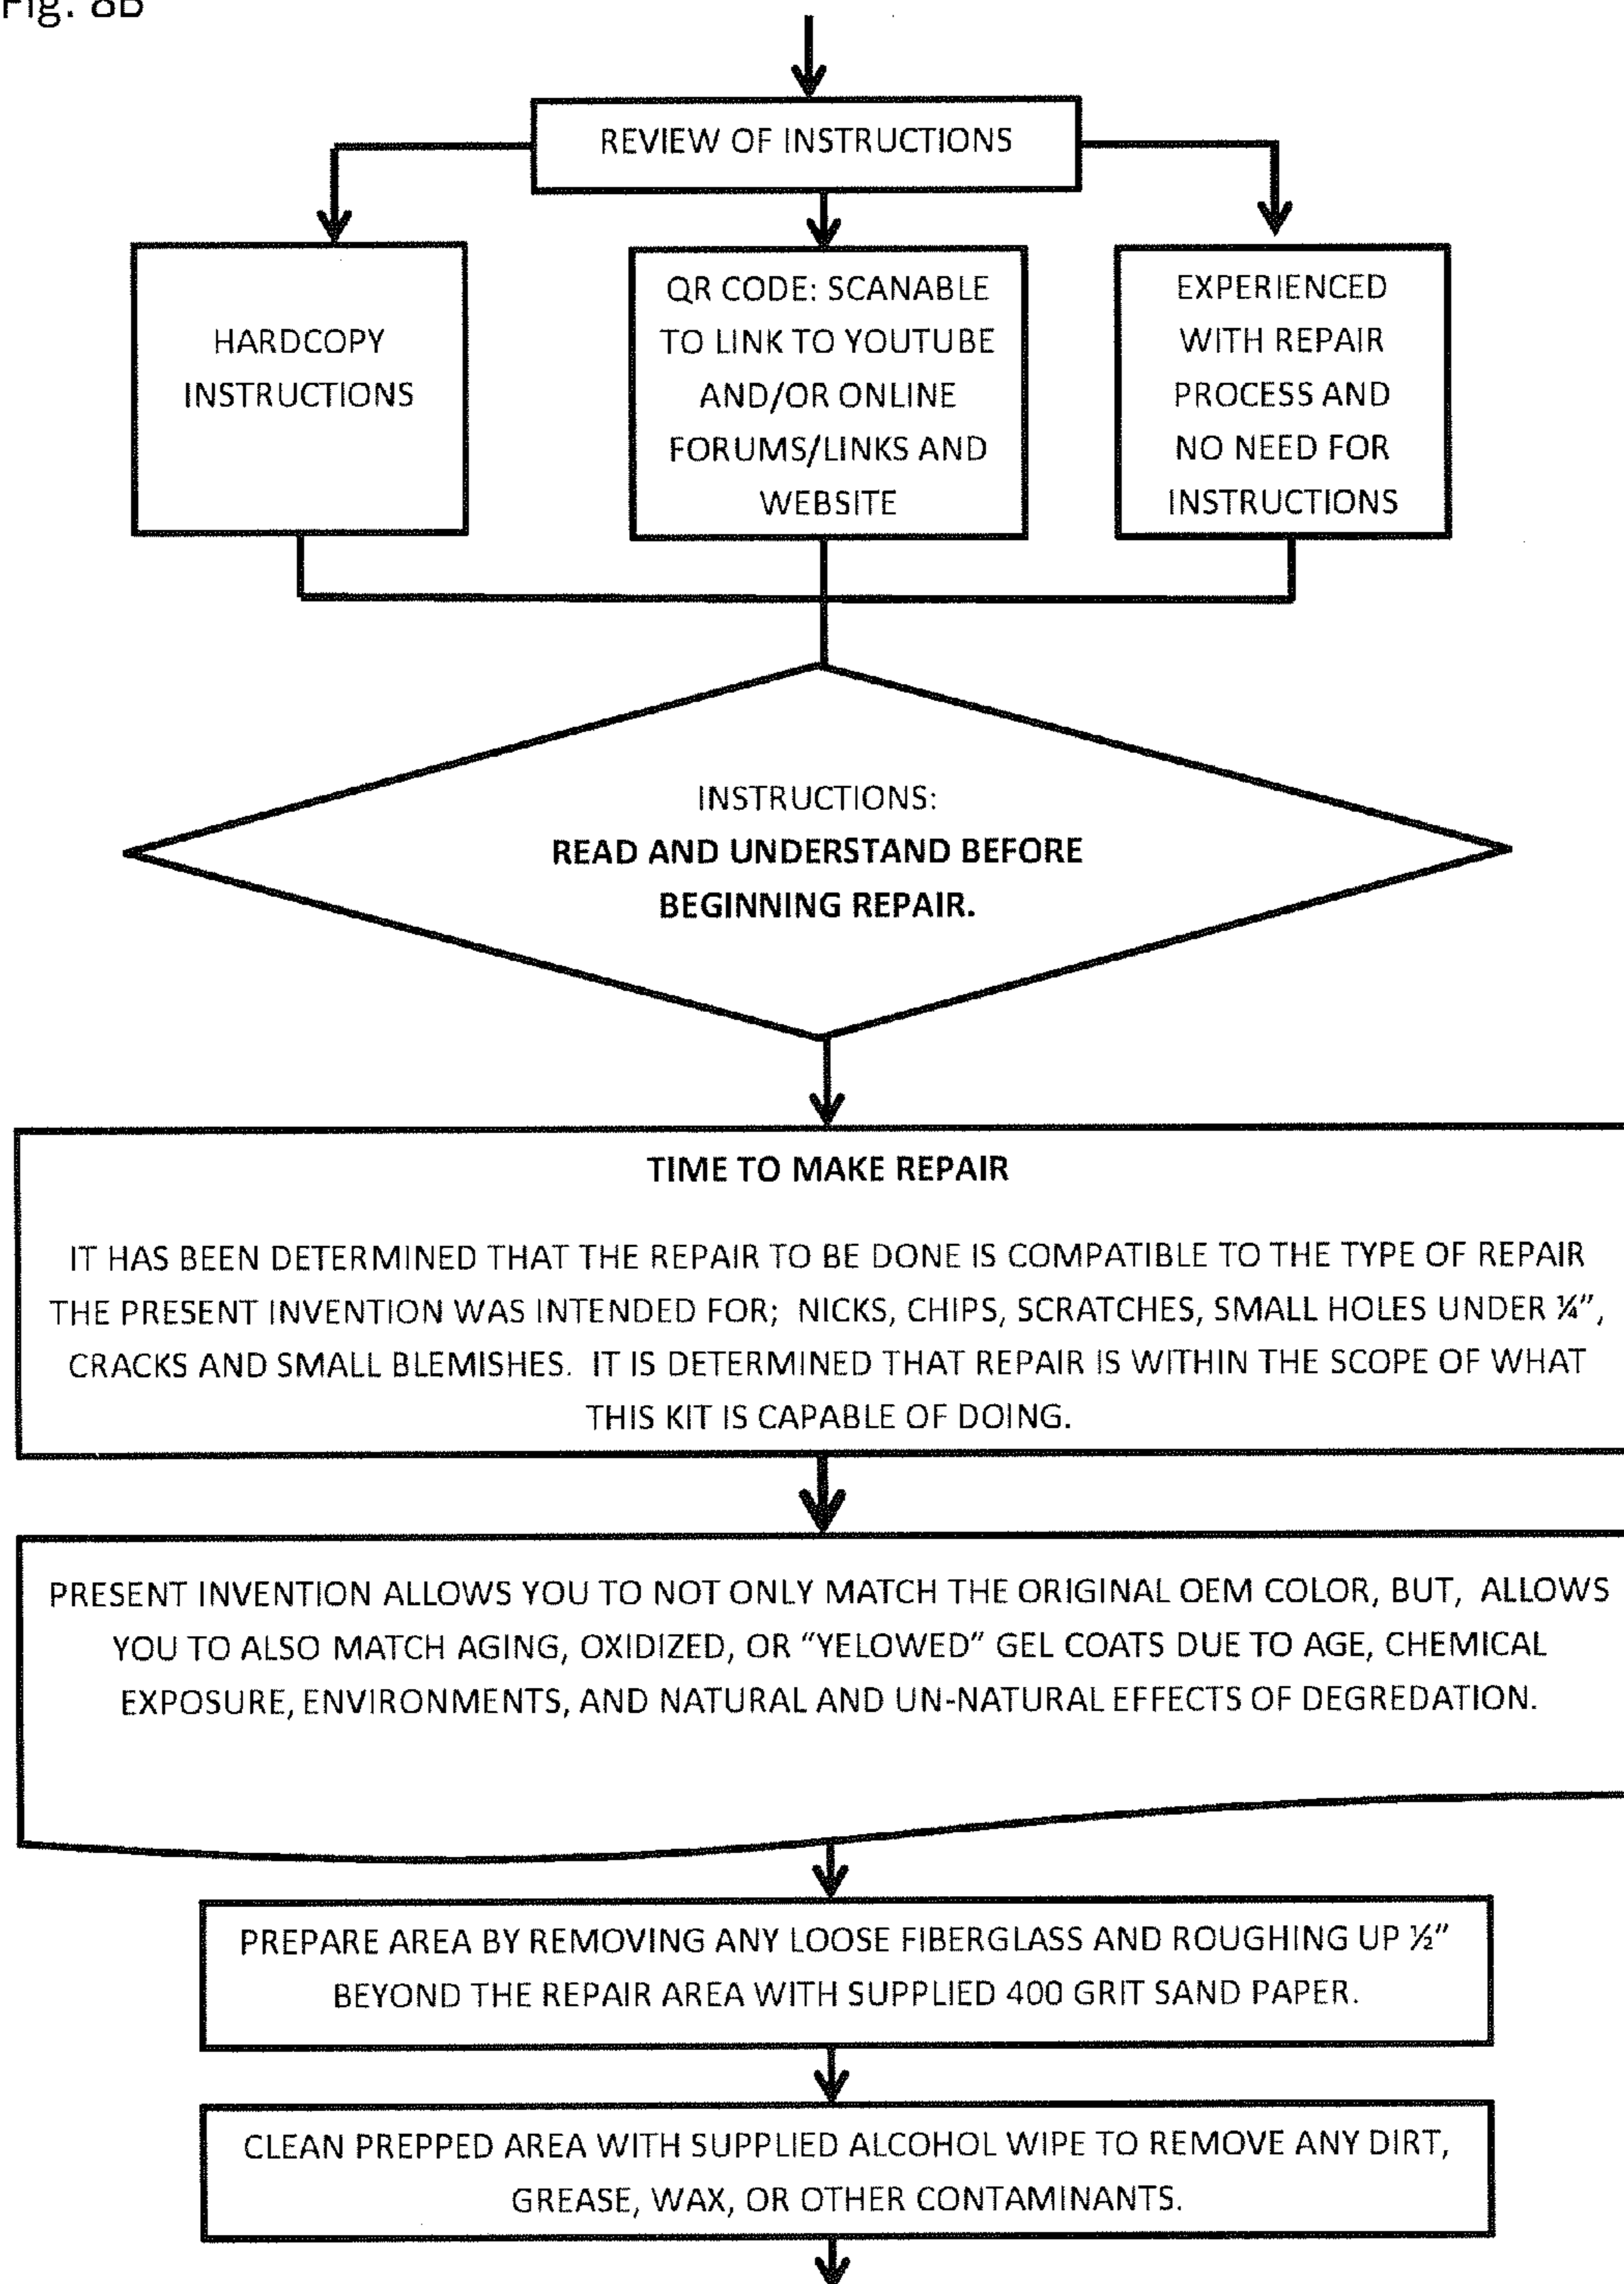 Fig. 8B
REVIEW OF INSTRUCTIONS
HARDCOPY
INSTRUCTIONS
QR CODE: SCANABLE
TO LINK TO YOUTUBE
AND/OR ONLINE
FORUMS/LINKS AND
WEBSITE
EXPERIENCED
WITH REPAIR
PROCESS AND
NO NEED FOR
INSTRUCTIONS
INSTRUCTIONS:
READ AND UNDERSTAND BEFORE
BEGINNING REPAIR.
TIME TO MAKE REPAIR
IT HAS BEEN DETERMINED THAT THE REPAIR TO BE DONE IS COMPATIBLE TO THE TYPE OF REPAIR
THE PRESENT INVENTION WAS INTENDED FOR; NICKS, CHIPS, SCRATCHES, SMALL HOLES UNDER ¼”,
CRACKS AND SMALL BLEMISHES. IT IS DETERMINED THAT REPAIR IS WITHIN THE SCOPE OF WHAT
THIS KIT IS CAPABLE OF DOING.
PRESENT INVENTION ALLOWS YOU TO NOT ONLY MATCH THE ORIGINAL OEM COLOR, BUT, ALLOWS
YOU TO ALSO MATCH AGING, OXIDIZED, OR “YELOWED” GEL COATS DUE TO AGE, CHEMICAL
EXPOSURE, ENVIRONMENTS, AND NATURAL AND UN-NATURAL EFFECTS OF DEGREDATION.
PREPARE AREA BY REMOVING ANY LOOSE FIBERGLASS AND ROUGHING UP ½”
BEYOND THE REPAIR AREA WITH SUPPLIED 400 GRIT SAND PAPER.
CLEAN PREPPED AREA WITH SUPPLIED ALCOHOL WIPE TO REMOVE ANY DIRT,
GREASE, WAX, OR OTHER CONTAMINANTS.